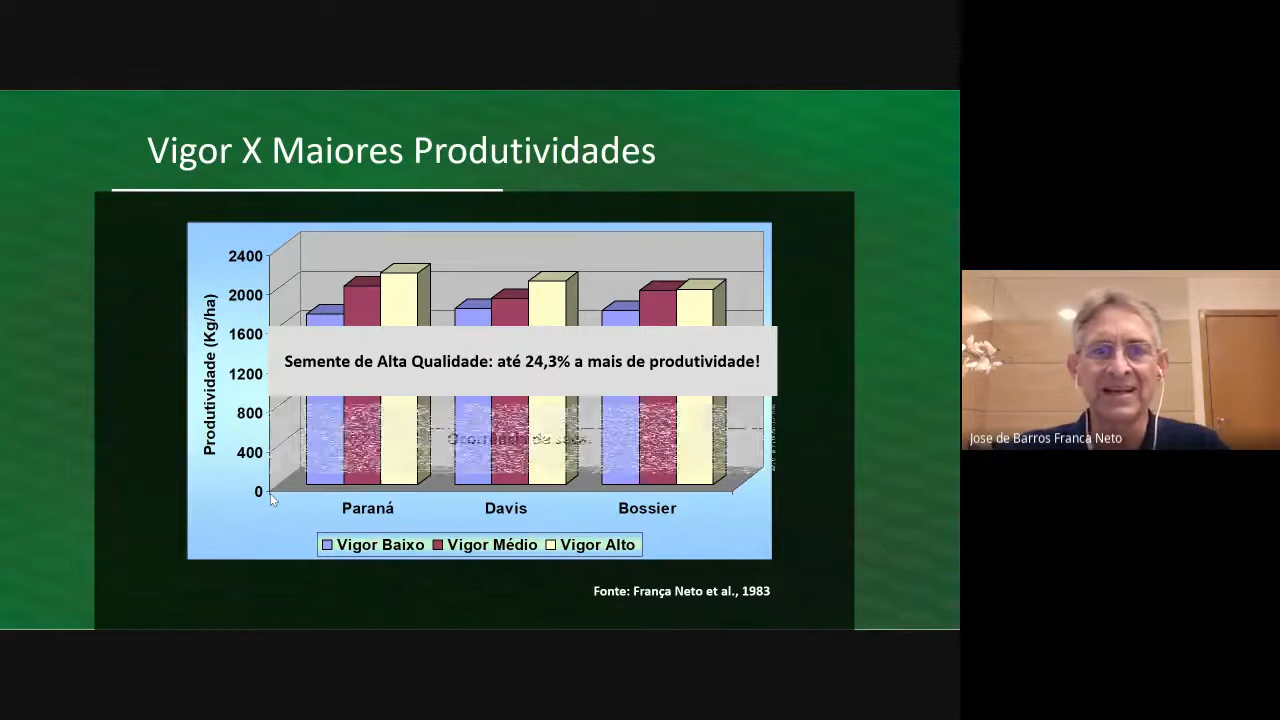 Vigor X Maiores Produtividades
2400
2000
1600
1200
800
400
0
Produtividade (Kg/ha)
Semente de Alta Qualidade: até 24,3% a mais de produtividade!
Paraná
Davis
Bossier
Vigor Baixo Vigor Médio Vigor Alto
Fonte: França Neto et al., 1983
Jose de Barros Franca Neto